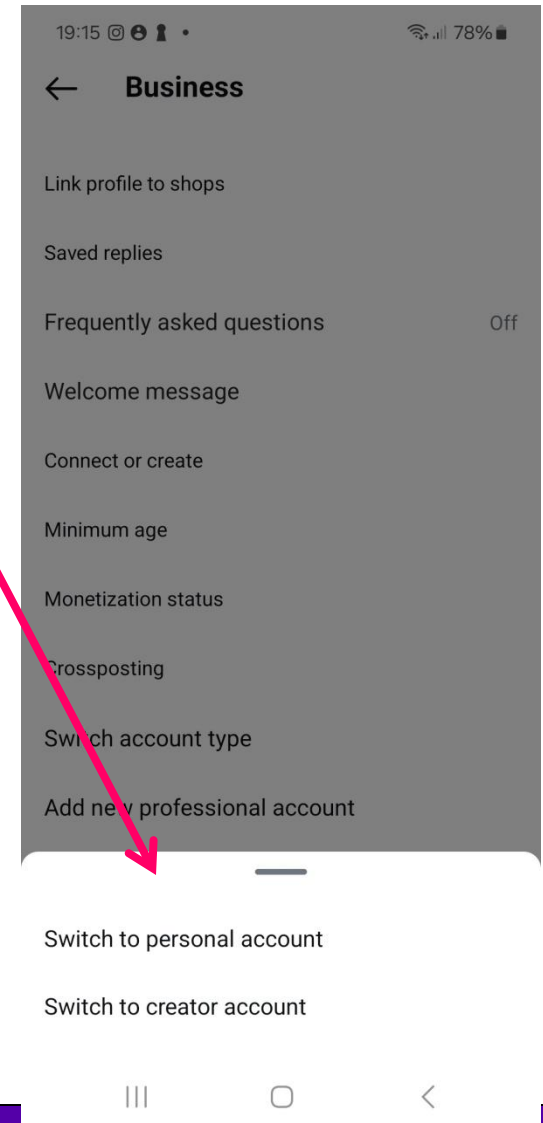 19:15 78%
Business
Link profile to shops
Saved replies
Frequently asked questions Off
Welcome message
Connect or create
Minimum age
Monetization status
Crossposting
Switch account type
Add new professional account
Switch to personal account
Switch to creator account